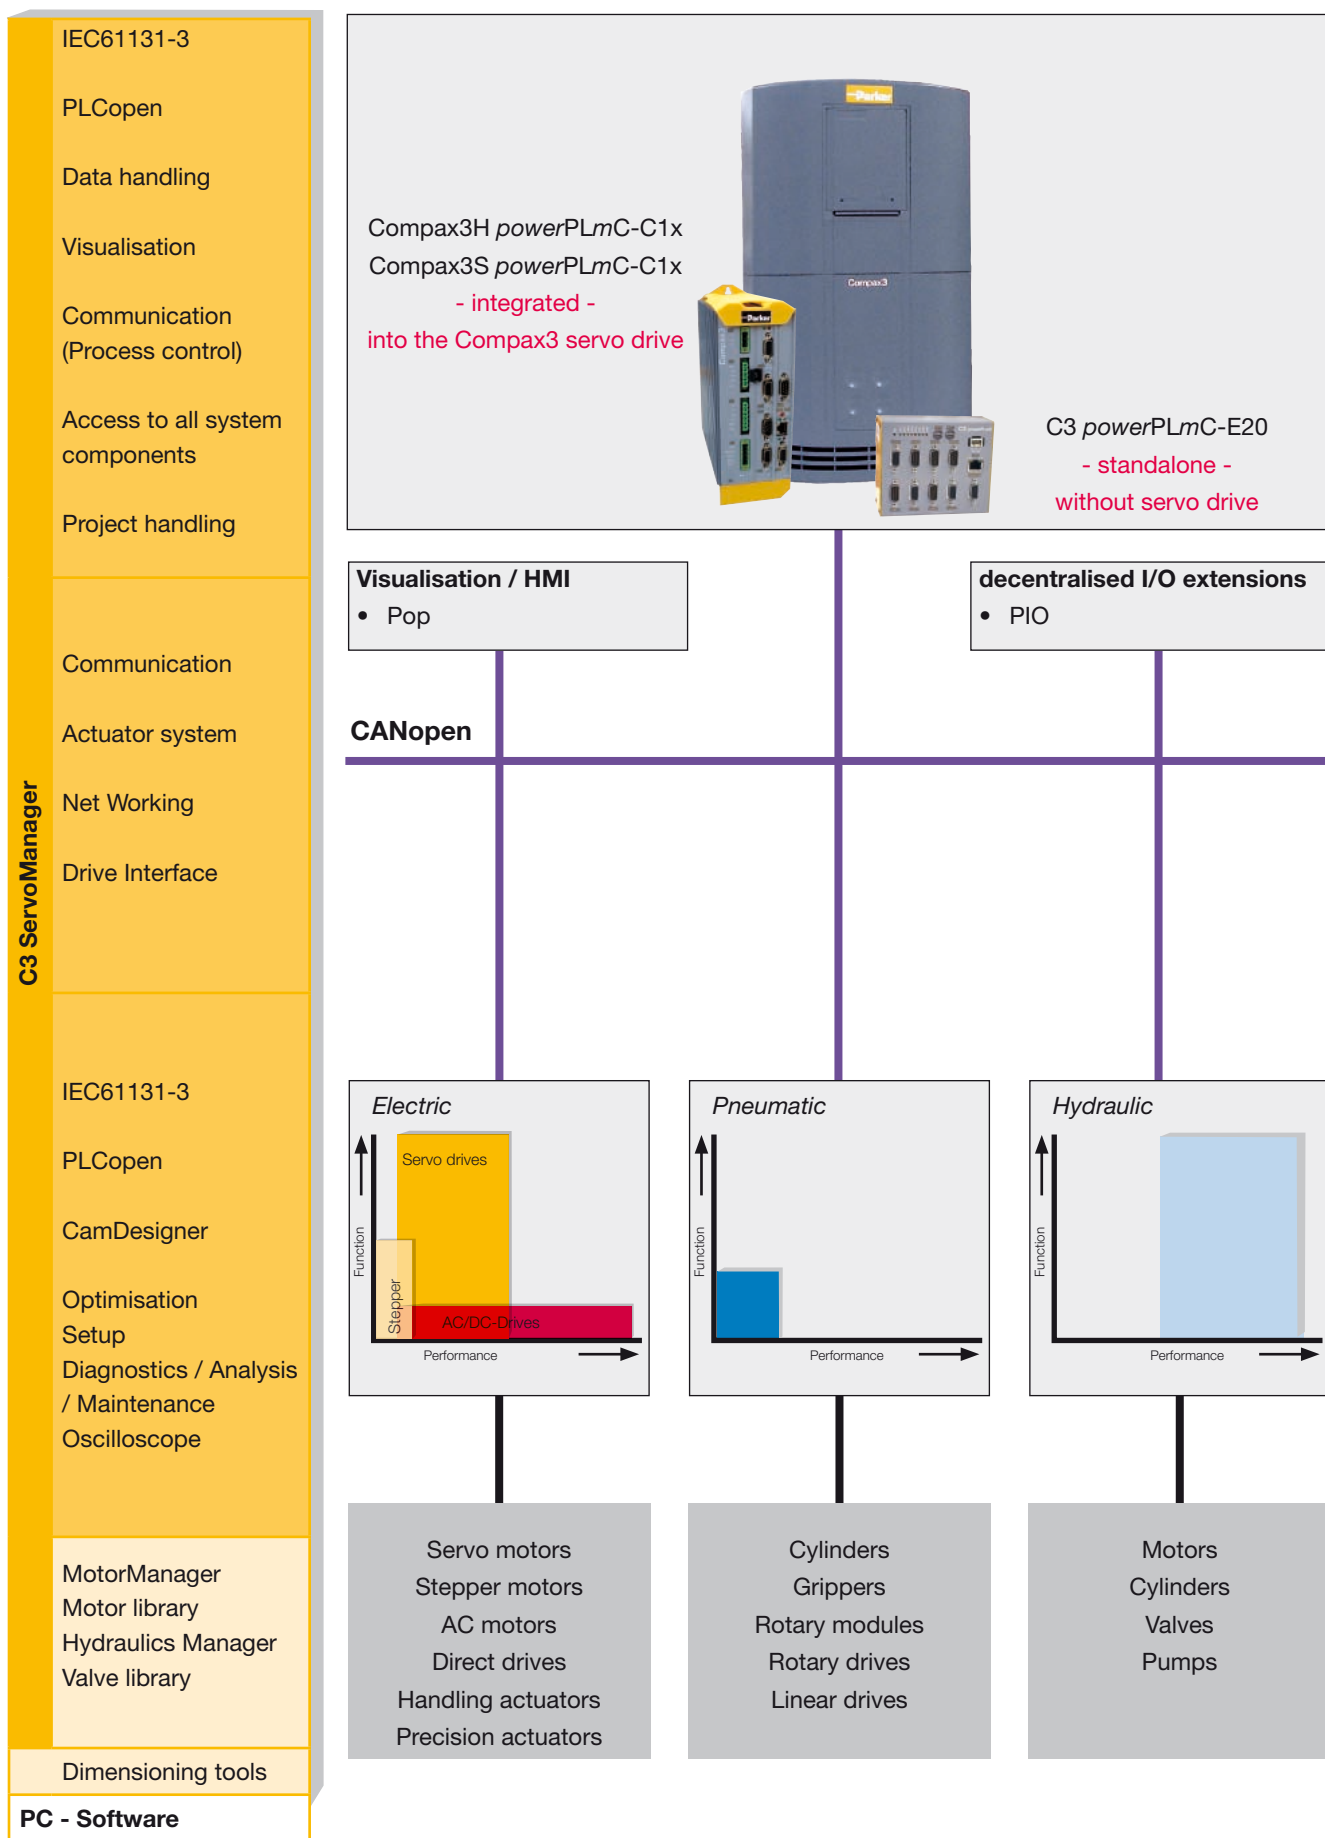 IEC61131-3
PLCopen
Data handling
Visualisation
Communication
(Process control)
Access to all system
components
Project handling
Communication
Actuator system
Net Working
Drive Interface
C3 ServoManager
IEC61131-3
PLCopen
CamDesigner
Optimisation
Setup
Diagnostics / Analysis
/ Maintenance
Oscilloscope
MotorManager
Motor library
Hydraulics Manager
Valve library
Dimensioning tools
PC - Software
Compax3H powerPLmC-C1x
Compax3S powerPLmC-C1x
- integrated -
into the Compax3 servo drive
Parker
Compax3
Parker
Compax3
C3 powerPLmC-E20
- standalone -
without servo drive
Visualisation / HMI
• Pop
decentralised I/O extensions
• PIO
CANopen
Electric
Function
Servo drives
Stepper
AC/DC-Drives
Performance
Pneumatic
Function
Performance
Hydraulic
Function
Performance
Servo motors
Stepper motors
AC motors
Direct drives
Handling actuators
Precision actuators
Cylinders
Grippers
Rotary modules
Rotary drives
Linear drives
Motors
Cylinders
Valves
Pumps